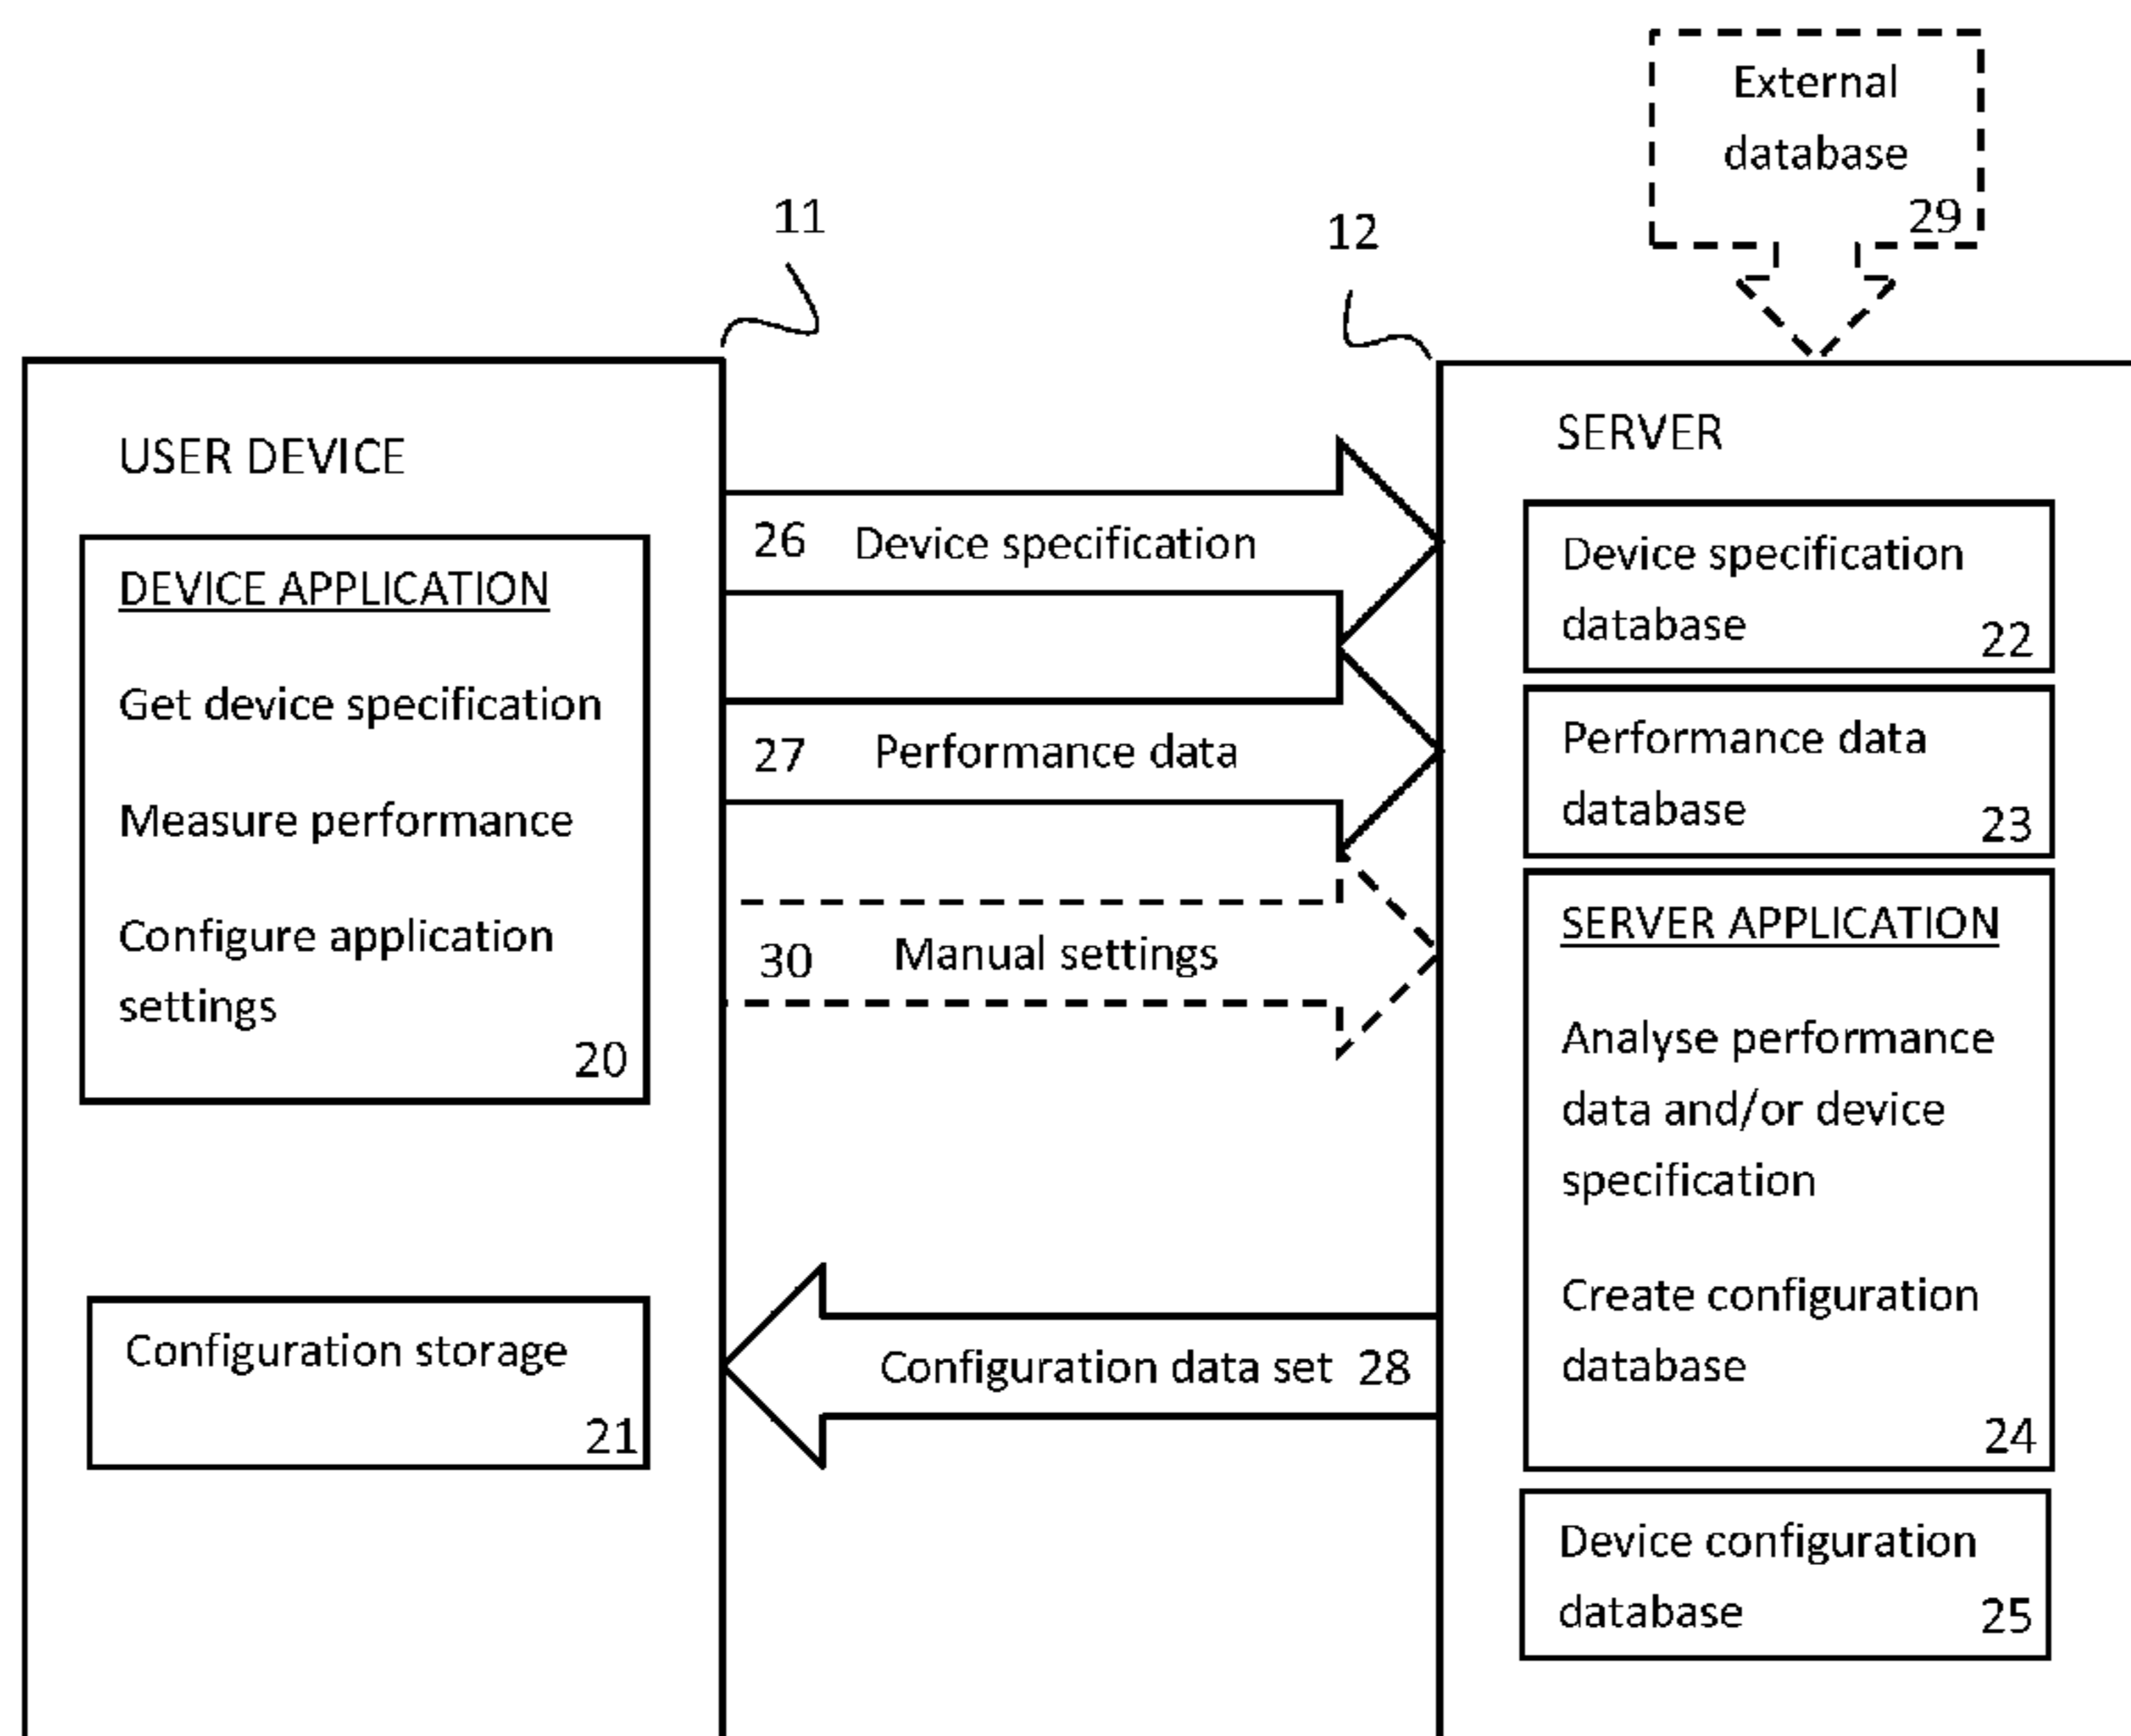 External
database
29
11
12
USER DEVICE
DEVICE APPLICATION
Get device specification
Measure performance
Configure application
settings
20
Configuration storage
21
26 Device specification
27 Performance data
30 Manual settings
Configuration data set 28
SERVER
Device specification
database
22
Performance data
database
23
SERVER APPLICATION
Analyse performance
data and/or device
specification
Create configuration
database
24
Device configuration
database
25